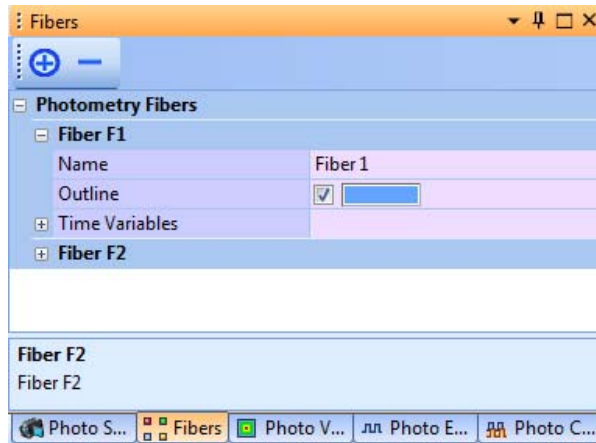 Fibers
Photometry Fibers
Fiber F1
Name Fiber 1
Outline
Time Variables
Fiber F2
Fiber F2
Fiber F2
Photo S... Fibers Photo V... Photo E... Photo C...